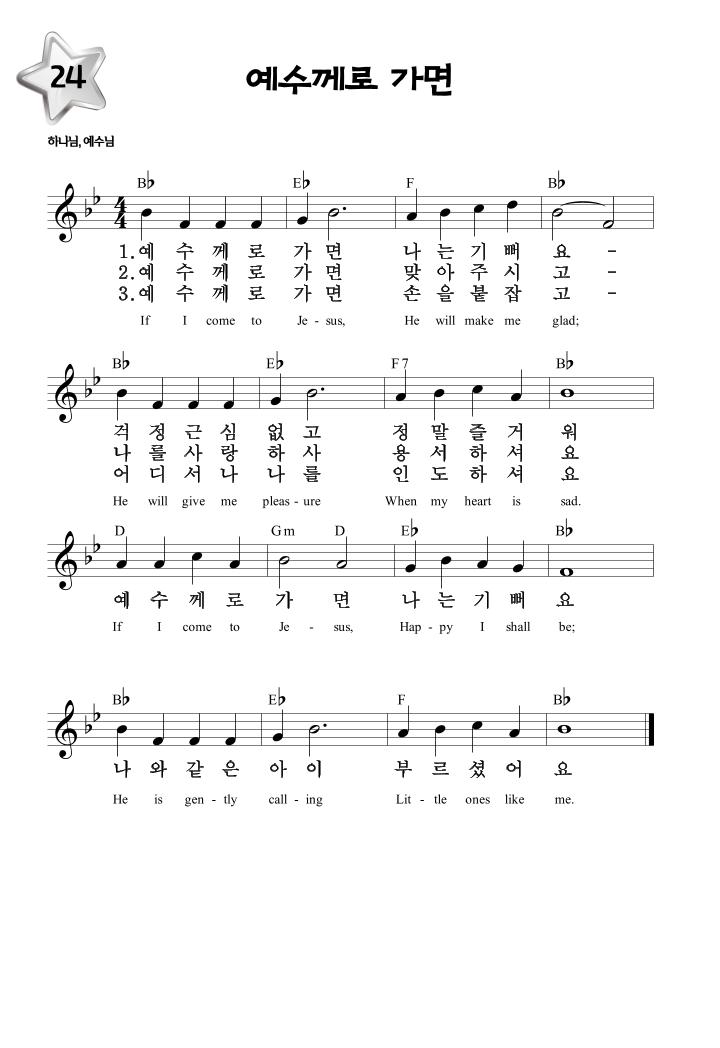 24
예수께로 가면
하나님, 예수님
B♭ E♭ F B♭
1.예 수 께 로 가 면 나 는 기 뻐 요 -
2.예 수 께 로 가 면 맞 아 주 시 고 -
3.예 수 께 로 가 면 손 을 붙 잡 고 -
If I come to Je - sus, He will make me glad;
B♭ E♭ F7 B♭
걱 정 근 심 없 고 정 말 즐 거 워
나 를 사 랑 하 사 용 서 하 셔 요
어 디 서 나 나 를 인 도 하 셔 요
He will give me pleas - ure When my heart is sad.
D Gm D E♭ B♭
예 수 께 로 가 면 나 는 기 뻐 요
If I come to Je - sus, Hap - py I shall be;
B♭ E♭ F B♭
나 와 같 은 아 이 부 르 셨 어 요
He is gen - tly call - ing Lit - tle ones like me.